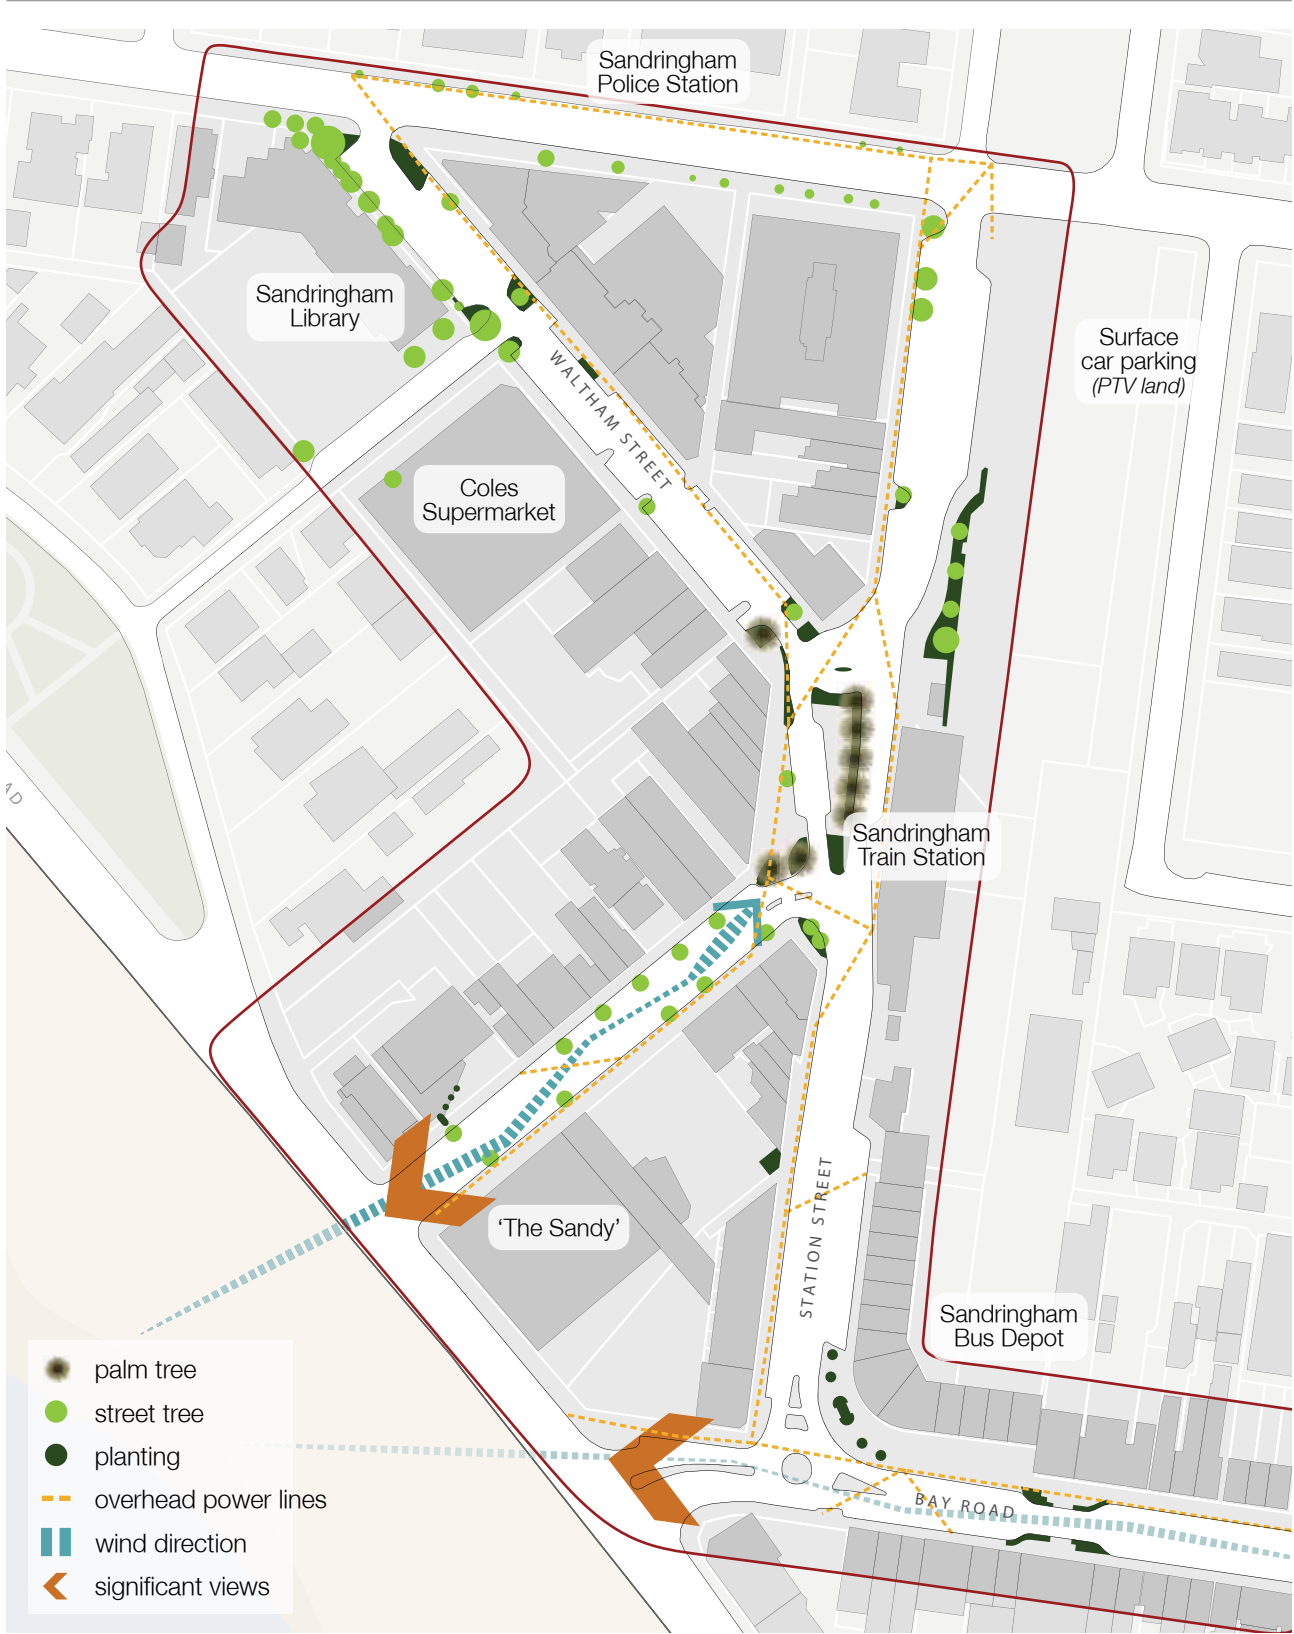 Sandringham
Police Station
Sandringham
Library
Surface
car parking
(PTV land)
WALTHAM STREET
Coles
Supermarket
AD
Sandringham
Train Station
'The Sandy'
STATION STREET
Sandringham
Bus Depot
BAY ROAD
palm tree
street tree
planting
overhead power lines
wind direction
significant views